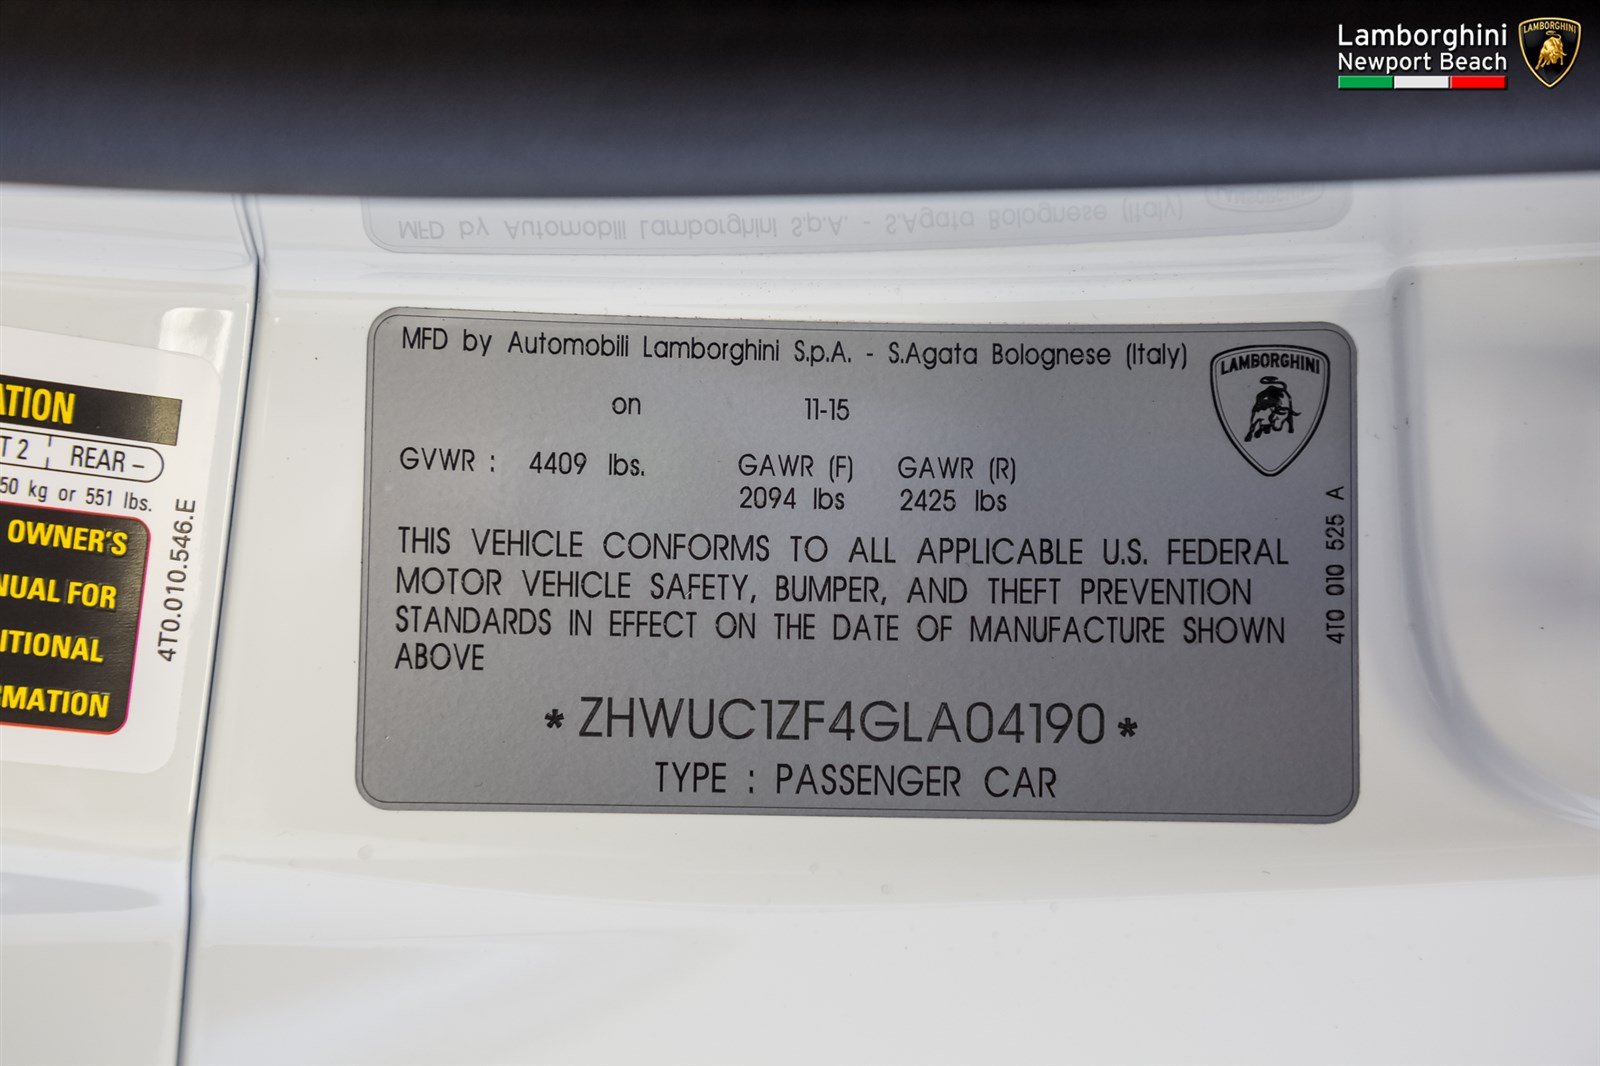 Lamborghini
Newport Beach
LAMBORGHINI
MFD by Automobili Lamborghini S.p.A. - S.Agata Bolognese (Italy)
LAMBORGHINI
on 11-15
GVWR : 4409 lbs. GAWR (F) GAWR (R)
2094 lbs 2425 lbs
THIS VEHICLE CONFORMS TO ALL APPLICABLE U.S. FEDERAL
MOTOR VEHICLE SAFETY, BUMPER, AND THEFT PREVENTION
STANDARDS IN EFFECT ON THE DATE OF MANUFACTURE SHOWN
ABOVE
*ZHWUC1ZF4GLA04190*
TYPE : PASSENGER CAR
4T0 010 525 A
ATION
T 2 REAR –
50 kg or 551 lbs.
OWNER'S
NUAL FOR
ITIONAL
RMATION
4T0.010.546.E